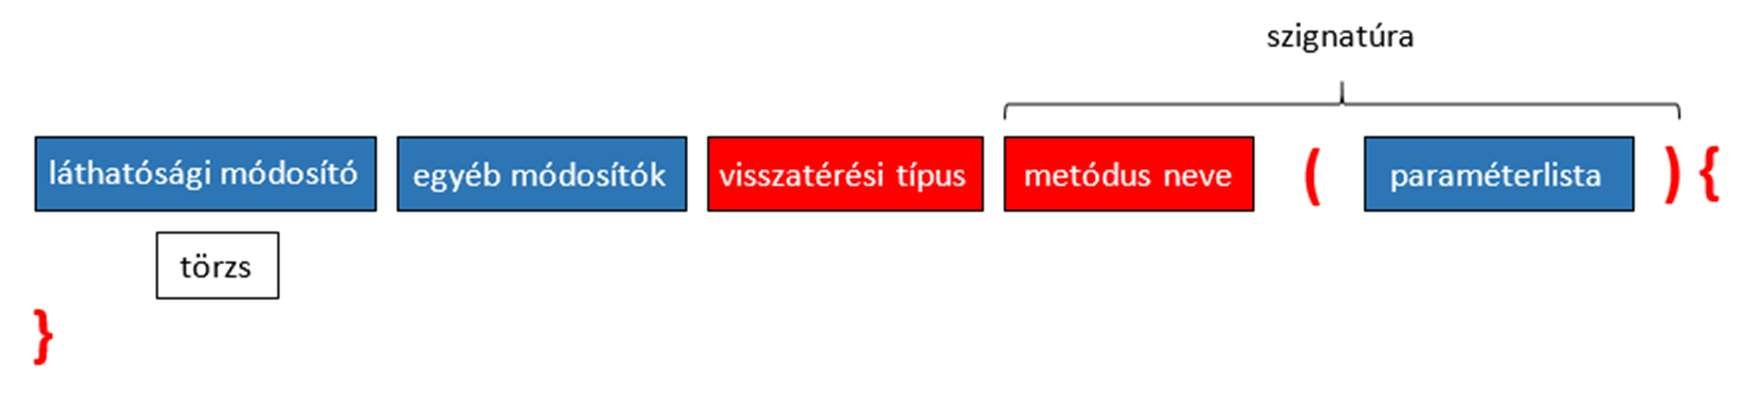 szignatúra
láthatósági módosító egyéb módosítók visszatérési típus metódus neve ( paraméterlista ) {
törzs
}